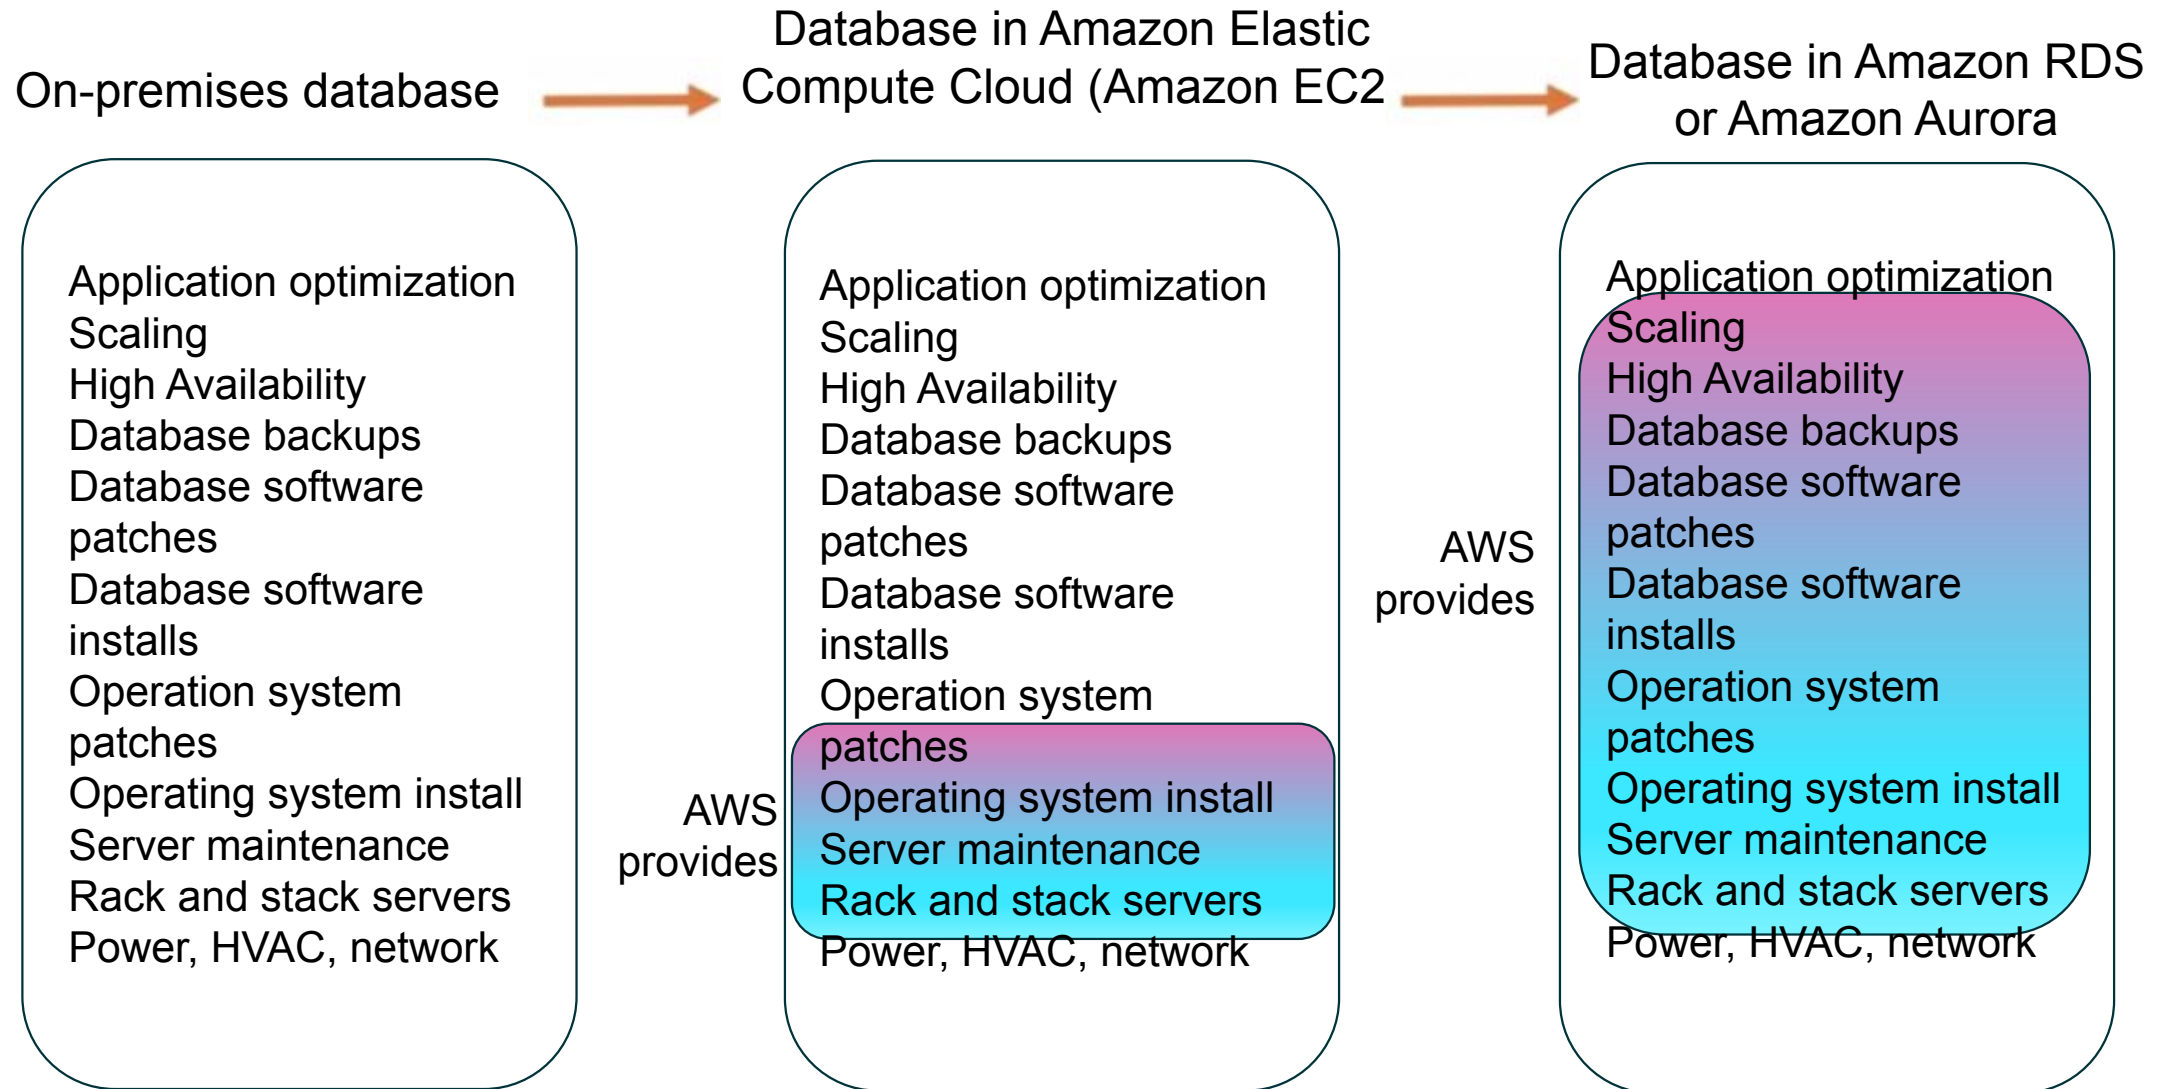 On-premises database
Database in Amazon Elastic
Compute Cloud (Amazon EC2
Database in Amazon RDS
or Amazon Aurora
Application optimization
Scaling
High Availability
Database backups
Database software
patches
Database software
installs
Operation system
patches
Operating system install
Server maintenance
Rack and stack servers
Power, HVAC, network
AWS
provides
Application optimization
Scaling
High Availability
Database backups
Database software
patches
Database software
installs
Operation system
patches
Operating system install
Server maintenance
Rack and stack servers
Power, HVAC, network
AWS
provides
Application optimization
Scaling
High Availability
Database backups
Database software
patches
Database software
installs
Operation system
patches
Operating system install
Server maintenance
Rack and stack servers
Power, HVAC, network